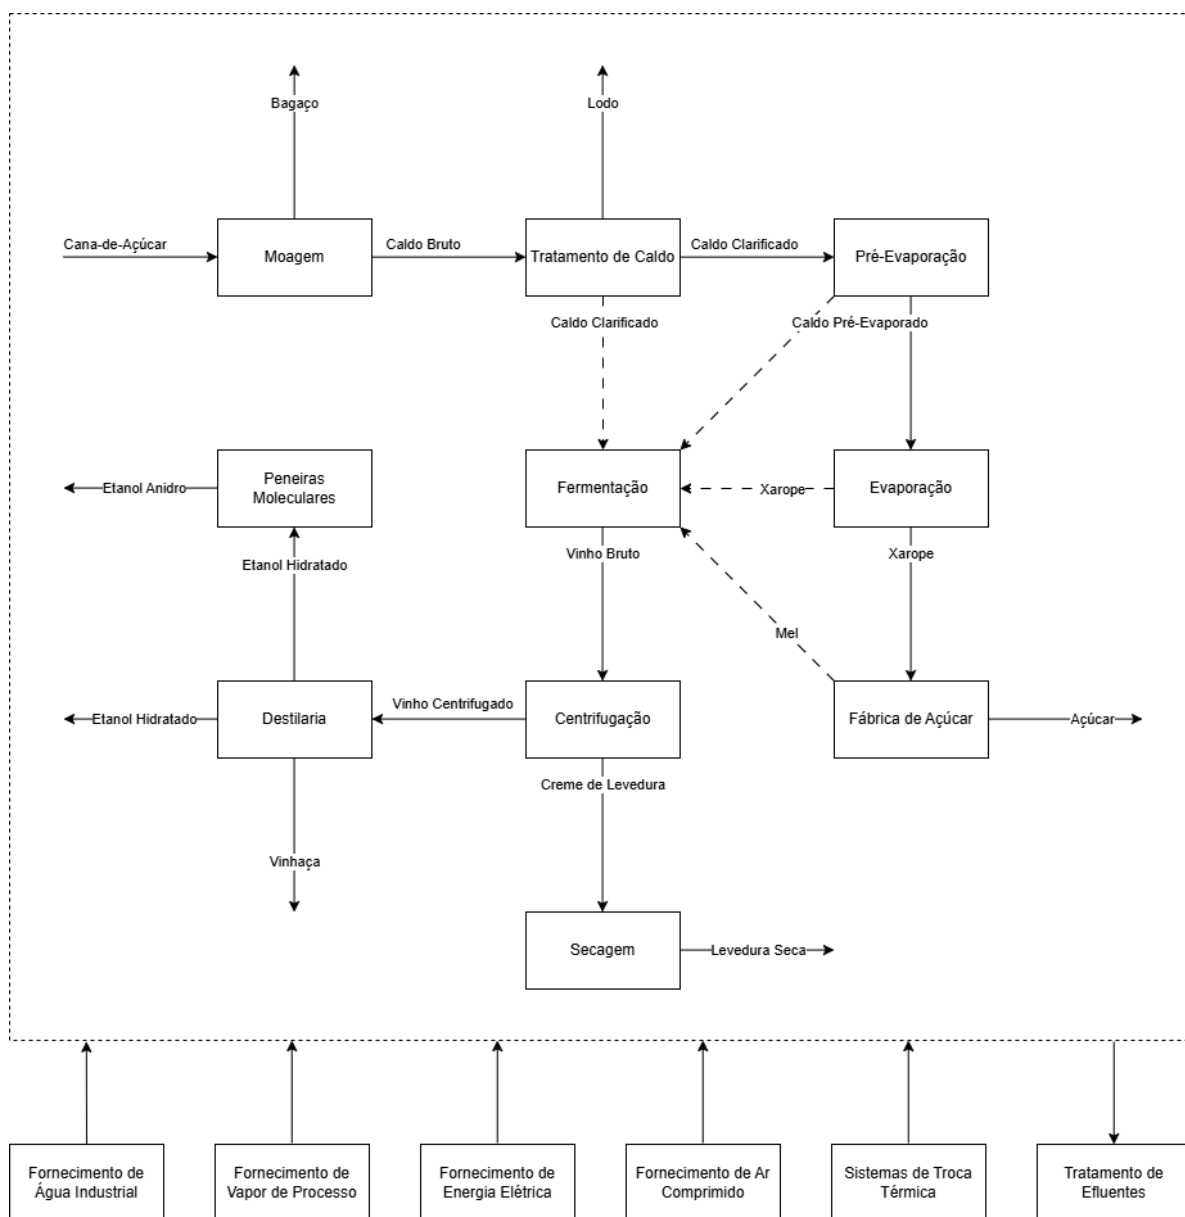 Bagaço
Lodo
Cana-de-Açúcar
Moagem
Caldo Bruto
Tratamento de Caldo
Caldo Clarificado
Pré-Evaporação
Caldo Clarificado
Caldo Pré-Evaporado
Etanol Anidro
Peneiras
Moleculares
Fermentação
Xarope
Evaporação
Etanol Hidratado
Vinho Bruto
Xarope
Mel
Etanol Hidratado
Destilaria
Vinho Centrifugado
Centrifugação
Fábrica de Açúcar
Açúcar
Creme de Levedura
Vinhaça
Secagem
Levedura Seca
Fornecimento de
Água Industrial
Fornecimento de
Vapor de Processo
Fornecimento de
Energia Elétrica
Fornecimento de Ar
Comprimido
Sistemas de Troca
Térmica
Tratamento de
Efluentes